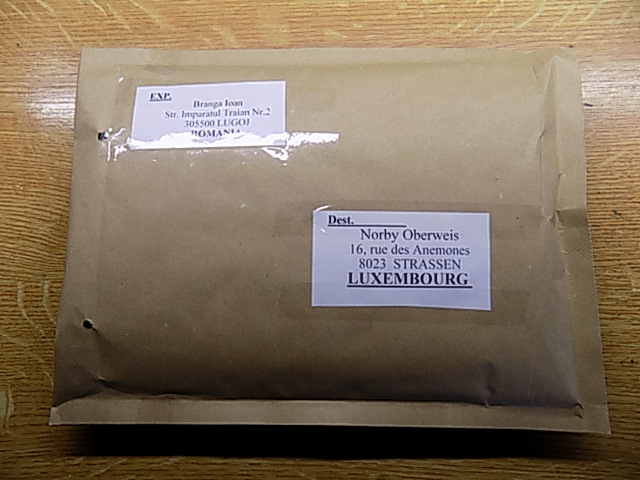 EXP.
Branga Ioan
Str. Imparatul Traian Nr.2
305500 LUGOJ
ROMANIA
Dest.
Norby Oberweis
16, rue des Anemones
8023 STRASSEN
LUXEMBOURG